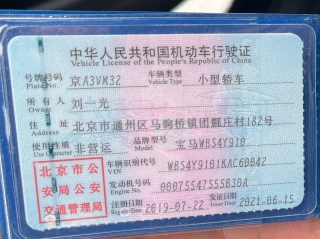 中华人民共和国机动车行驶证
Vehicle License of the People's Republic of China
号牌号码 京A3VM32 车辆类型 小型轿车
Plate No. Vehicle Type
所有人 刘一光
Owner
住址 北京市通州区马驹桥镇团瓢庄村182号
Address
使用性质 非营运 品牌型号 宝马WBS4Y910
Use Character Model
北京市公安局公安交通管理局
车辆识别代号 WBS4Y9101KAC60042
VIN
发动机号码 00075547555B30A
Engine No.
注册日期 2019-07-22 发证日期 2021-06-15
Register Date Issue Date